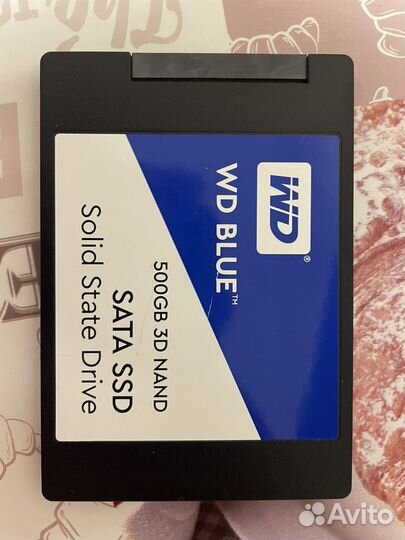 WD
WD BLUE™
500GB 3D NAND
SATA SSD
Solid State Drive
Avito